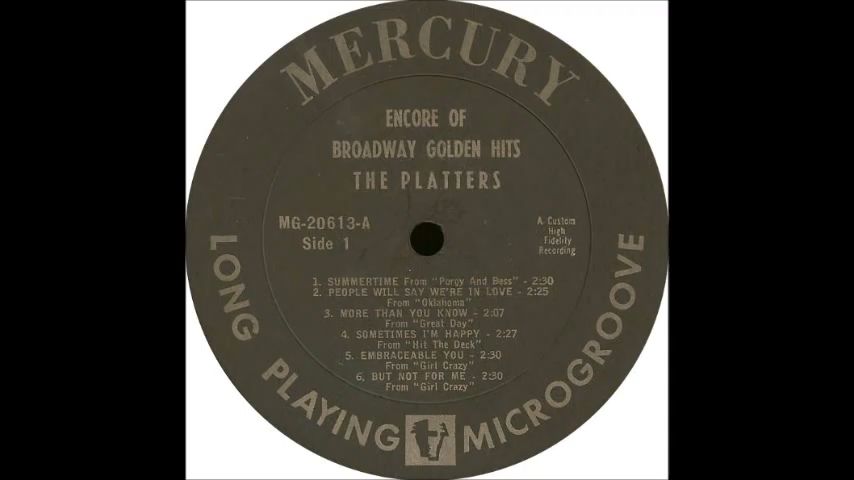 MERCURY
ENCORE OF
BROADWAY GOLDEN HITS
THE PLATTERS
MG-20613-A
Side 1
A Custom
High
Fidelity
Recording
1. SUMMERTIME From "Porgy And Bess" - 2:30
2. PEOPLE WILL SAY WE'RE IN LOVE - 2:25
From "Oklahoma"
3. MORE THAN YOU KNOW - 2:07
From "Great Day"
4. SOMETIMES I'M HAPPY - 2:27
From "Hit The Deck"
5. EMBRACEABLE YOU - 2:30
From "Girl Crazy"
6. BUT NOT FOR ME - 2:30
From "Girl Crazy"
LONG PLAYING MICROGROOVE